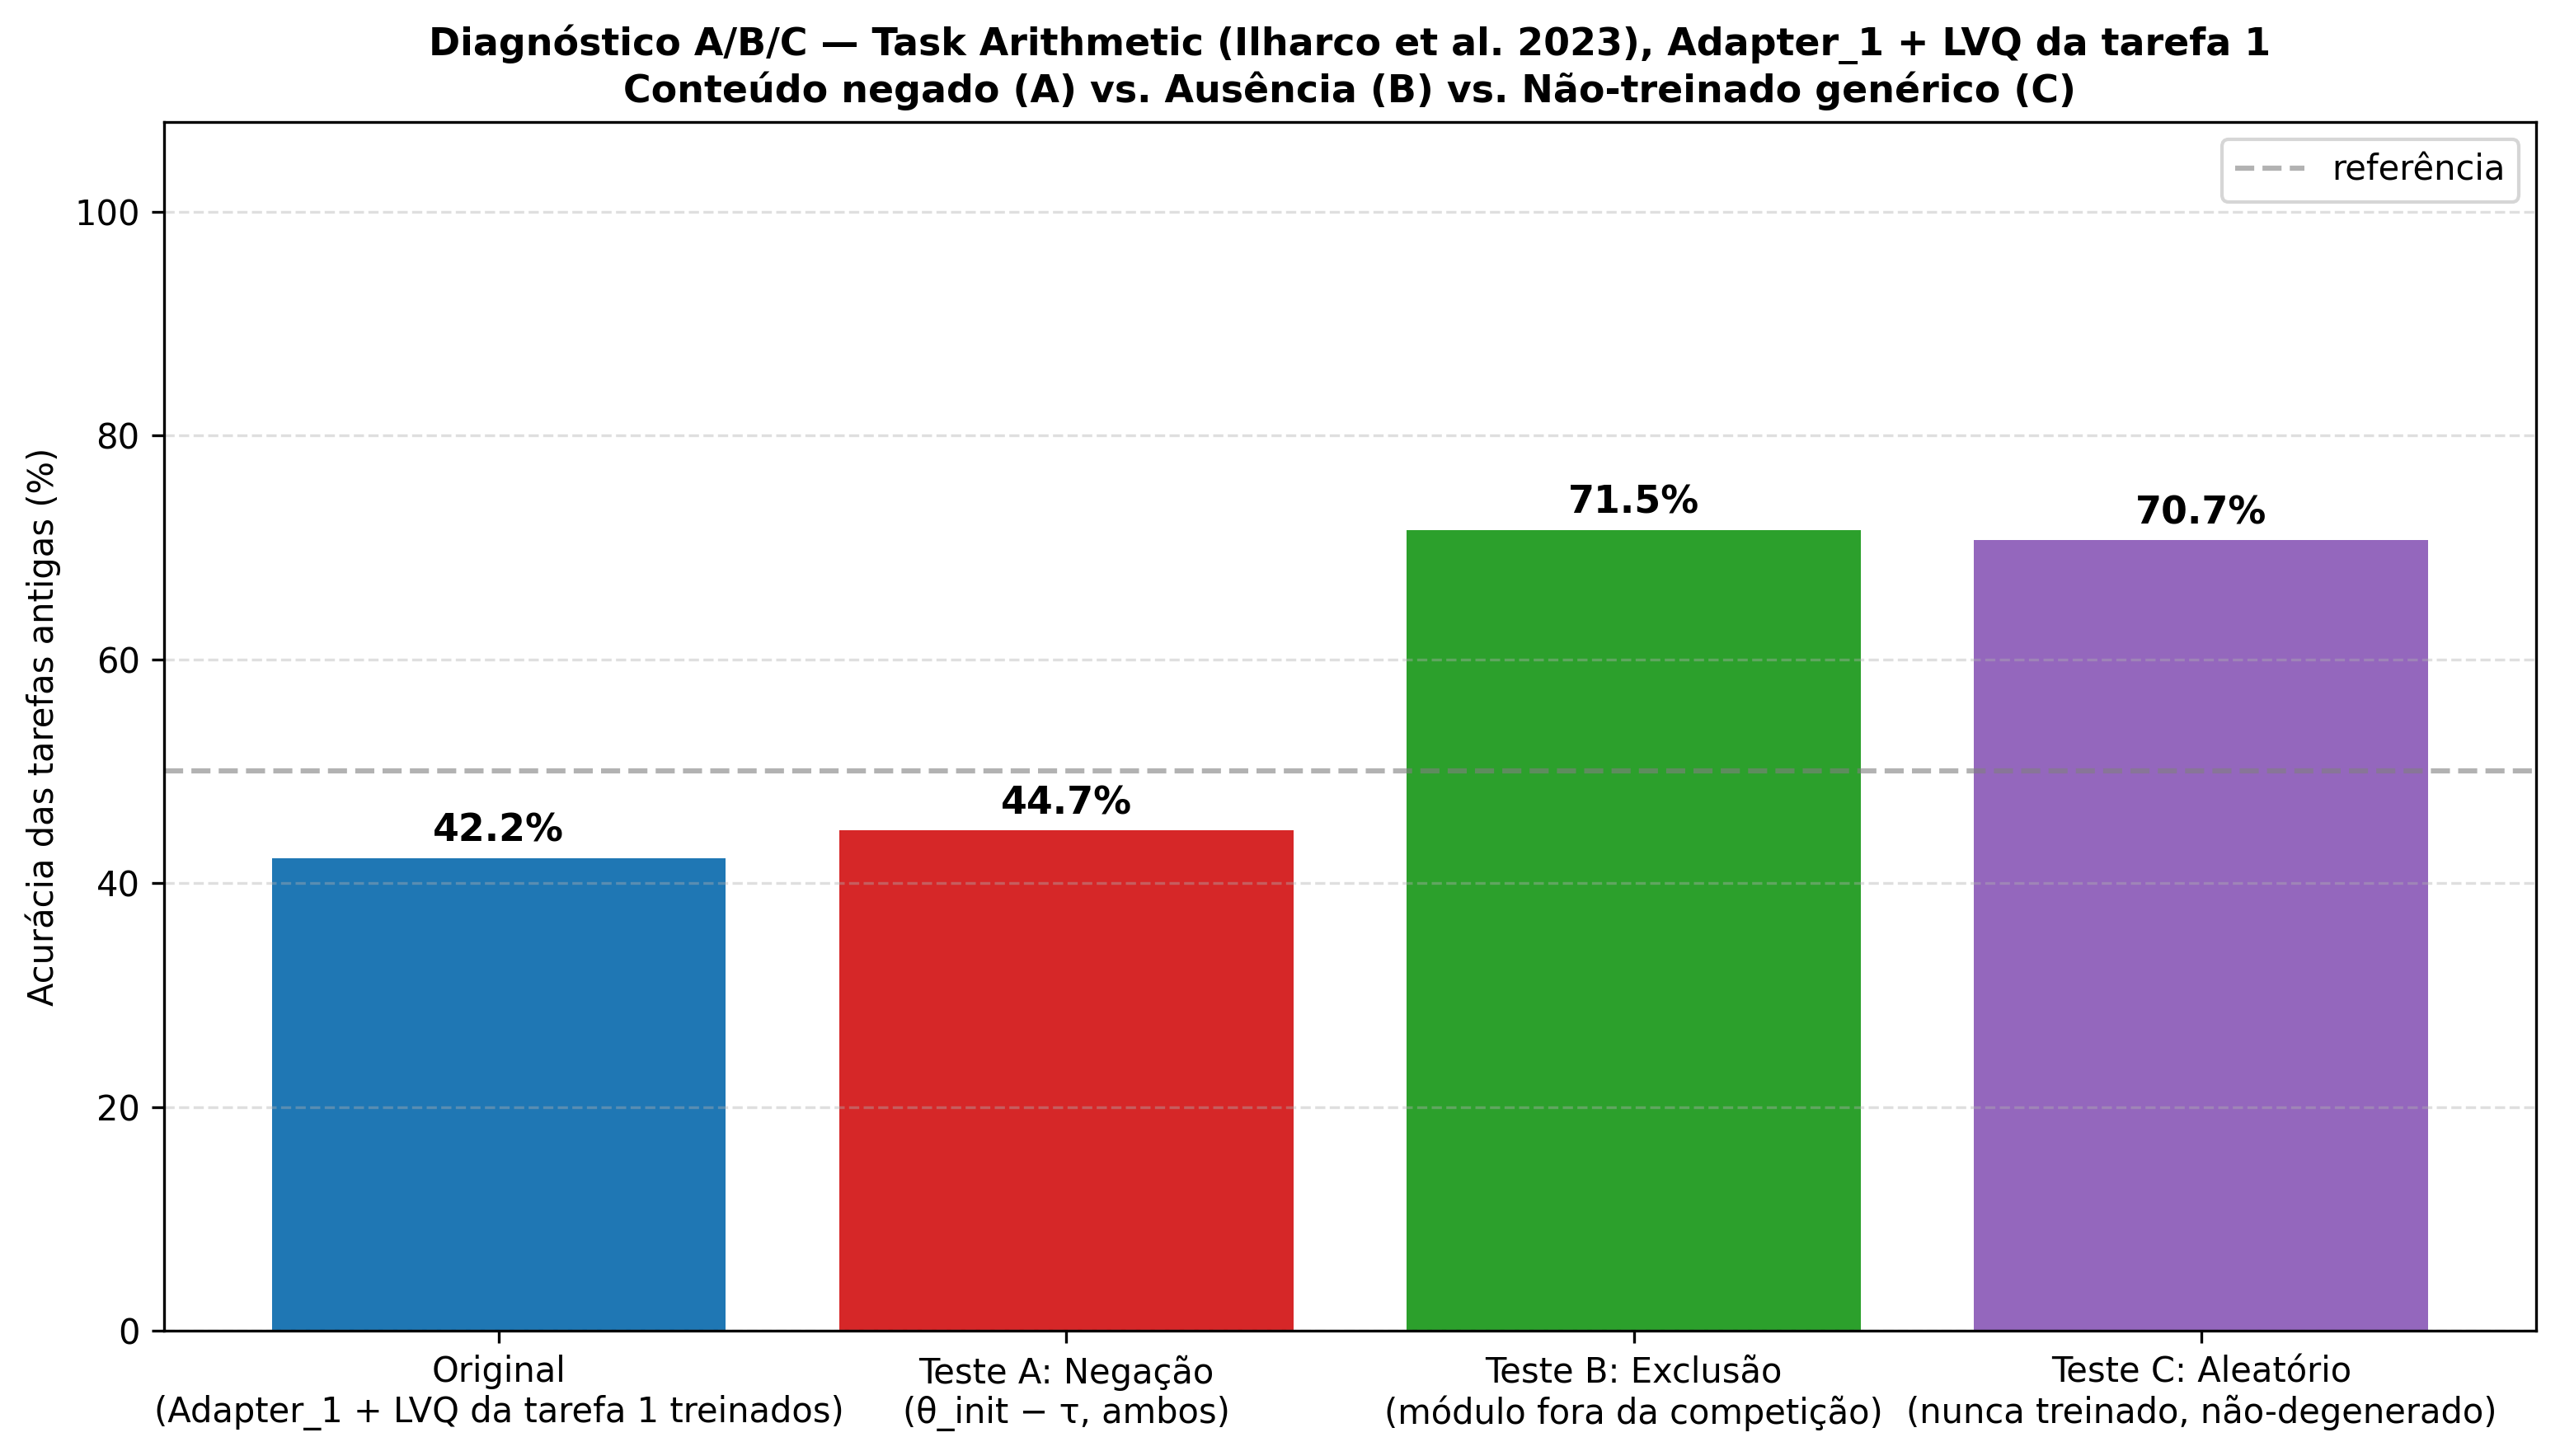 Diagnóstico A/B/C — Task Arithmetic (Ilharco et al. 2023), Adapter_1 + LVQ da tarefa 1
Conteúdo negado (A) vs. Ausência (B) vs. Não-treinado genérico (C)
referência
Acurácia das tarefas antigas (%)
100
80
60
40
20
0
42.2%
44.7%
71.5%
70.7%
Original
(Adapter_1 + LVQ da tarefa 1 treinados)
Teste A: Negação
(θ_init − τ, ambos)
Teste B: Exclusão
(módulo fora da competição)
Teste C: Aleatório
(nunca treinado, não-degenerado)